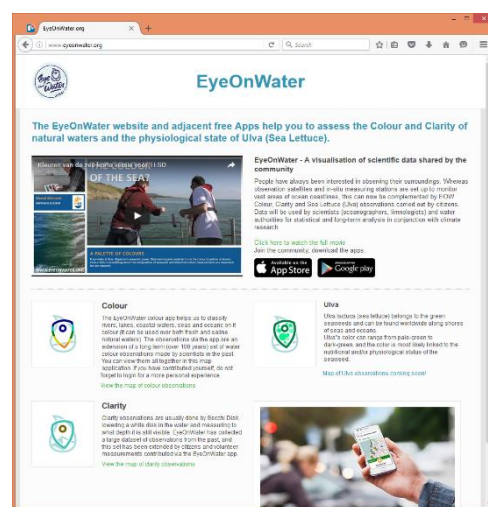 EyeOnWater.org
www.eyeonwater.org
Search
Eye on Water
EyeOnWater
The EyeOnWater website and adjacent free Apps help you to assess the Colour and Clarity of
natural waters and the physiological state of Ulva (Sea Lettuce).
Kleuren van de
OF THE SEA?
A PALETTE OF COLOURS
EyeOnWater - A visualisation of scientific data shared by the
community
People have always been interested in observing their surroundings. Whereas
observation satellites and in-situ measuring stations are set up to monitor
vast areas of ocean coastlines, this can now be complemented by EOW
Colour, Clarity and Sea Lettuce (Ulva) observations carried out by citizens.
Data will be used by scientists (oceanographers, limnologists) and water
authorities for statistical and long-term analysis in conjunction with climate
research.
Click here to watch the full movie
Join the community, download the apps.
Available on the
App Store
Google play
Colour
The EyeOnWater colour app helps us to classify
rivers, lakes, coastal waters, seas and oceans on it
colour (it can be used over both fresh and saline
natural waters). The observations via the app are an
extension of a long term (over 100 years) set of water
colour observations made by scientists in the past.
You can view them all together in this map
application. If you have contributed yourself, do not
forget to login for a more personal experience.
View the map of colour observations
Ulva
Ulva lactuca (sea lettuce) belongs to the green
seaweeds and can be found worldwide along shores
of seas and oceans.
Ulva's color can range from pale-green to
dark-green, and the color is most likely linked to the
nutritional and/or physiological status of the
seaweed.
Map of Ulva observations coming soon!
Clarity
Clarity observations are usually done by Secchi Disk,
lowering a white disk in the water and measuring to
what depth it is still visible. EyeOnWater has collected
a large dataset of observations from the past, and
this set has been extended by citizens and volunteer
measurements contributed via the EyeOnWater app.
View the map of clarity observations